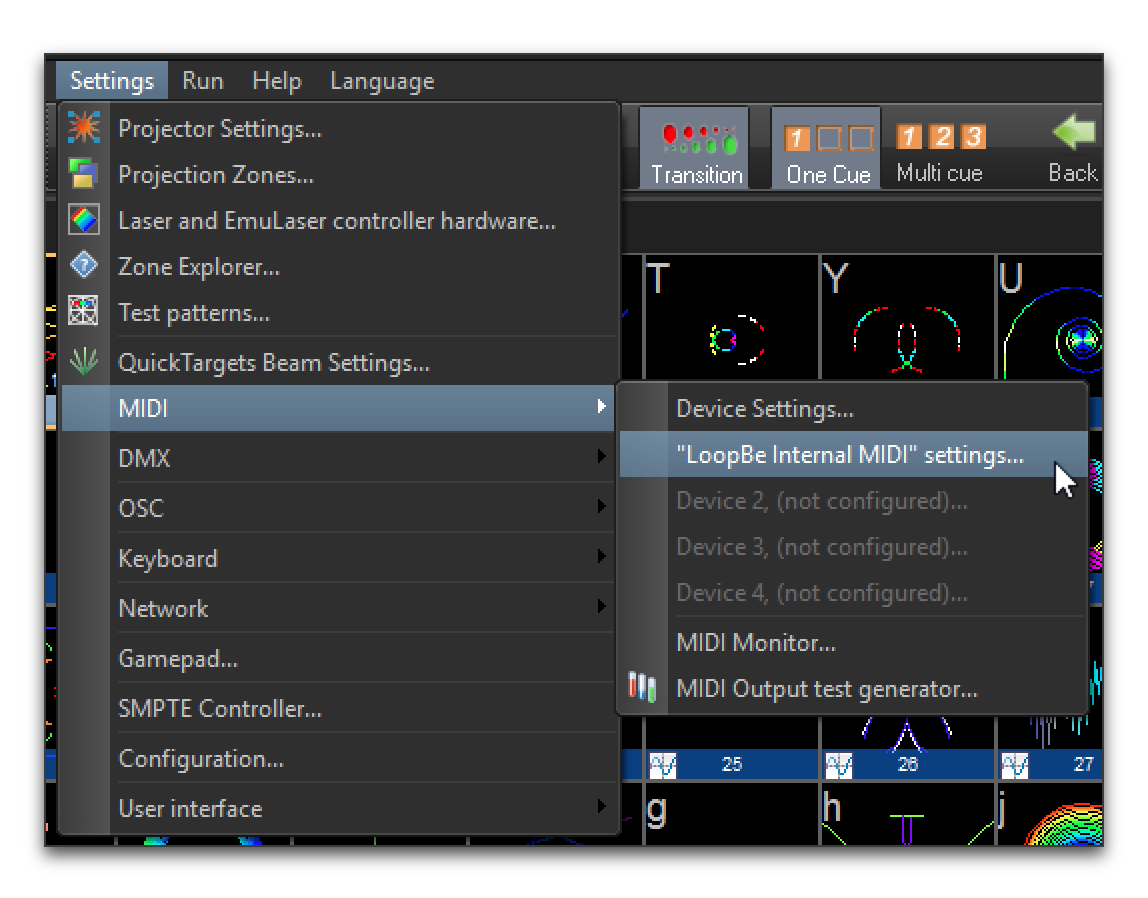 Settings Run Help Language
Projector Settings...
Projection Zones...
Laser and EmuLaser controller hardware...
Zone Explorer...
Test patterns...
QuickTargets Beam Settings...
MIDI
DMX
OSC
Keyboard
Network
Gamepad...
SMPTE Controller...
Configuration...
User interface
Device Settings...
"LoopBe Internal MIDI" settings...
Device 2, (not configured)...
Device 3, (not configured)...
Device 4, (not configured)...
MIDI Monitor...
MIDI Output test generator...
1 1 2 3
Transition One Cue Multi cue Back
T Y U
25 26 27
g h j